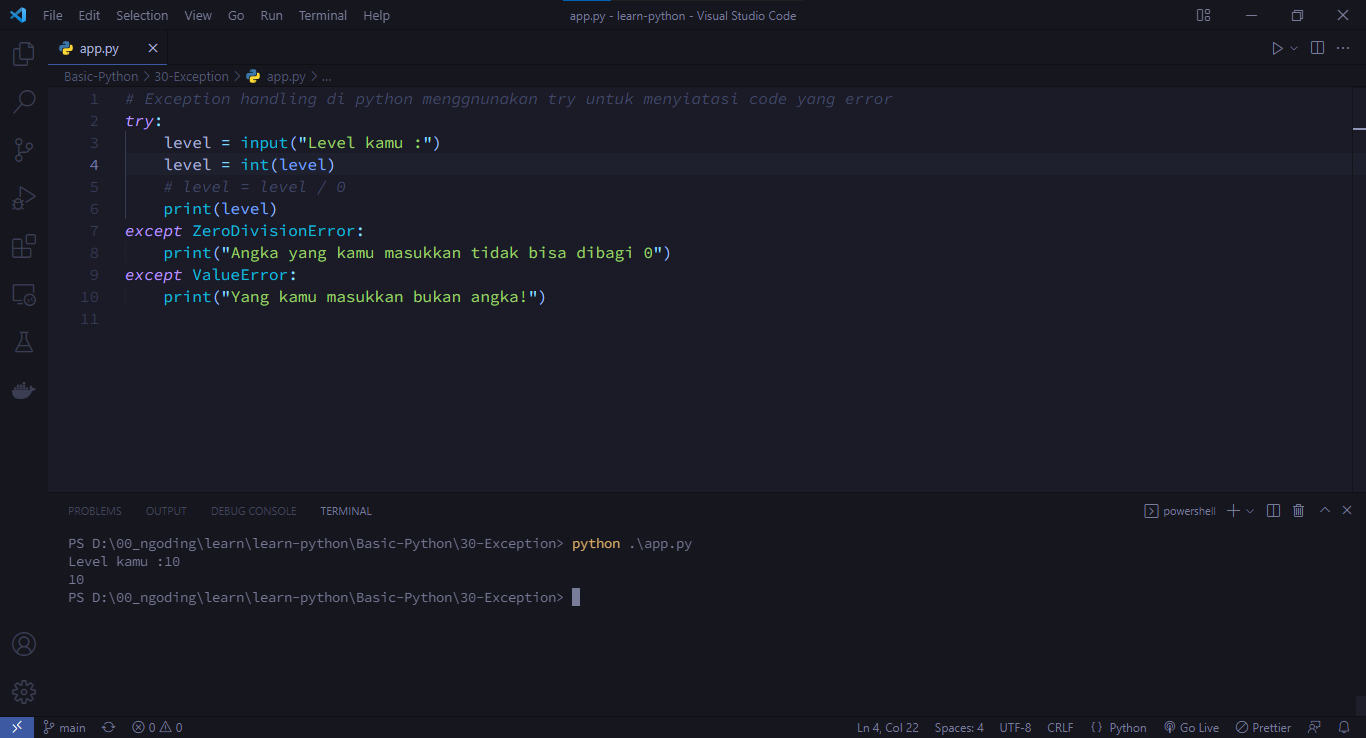 File Edit Selection View Go Run Terminal Help app.py - learn-python - Visual Studio Code
app.py
Basic-Python > 30-Exception > app.py > ...
1 # Exception handling di python menggnunakan try untuk menyiatasi code yang error
2 try:
3 level = input("Level kamu :")
4 level = int(level)
5 # level = level / 0
6 print(level)
7 except ZeroDivisionError:
8 print("Angka yang kamu masukkan tidak bisa dibagi 0")
9 except ValueError:
10 print("Yang kamu masukkan bukan angka!")
11
PROBLEMS OUTPUT DEBUG CONSOLE TERMINAL powershell
PS D:\00_ngoding\learn\learn-python\Basic-Python\30-Exception> python .\app.py
Level kamu :10
10
PS D:\00_ngoding\learn\learn-python\Basic-Python\30-Exception>
main 0 0 Ln 4, Col 22 Spaces: 4 UTF-8 CRLF {} Python Go Live Prettier